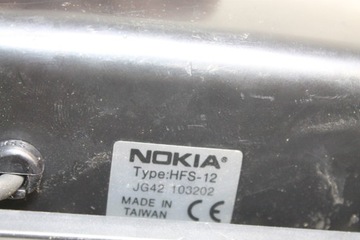 NOKIA®
Type:HFS-12
JG42 103202
MADE IN
TAIWAN CE